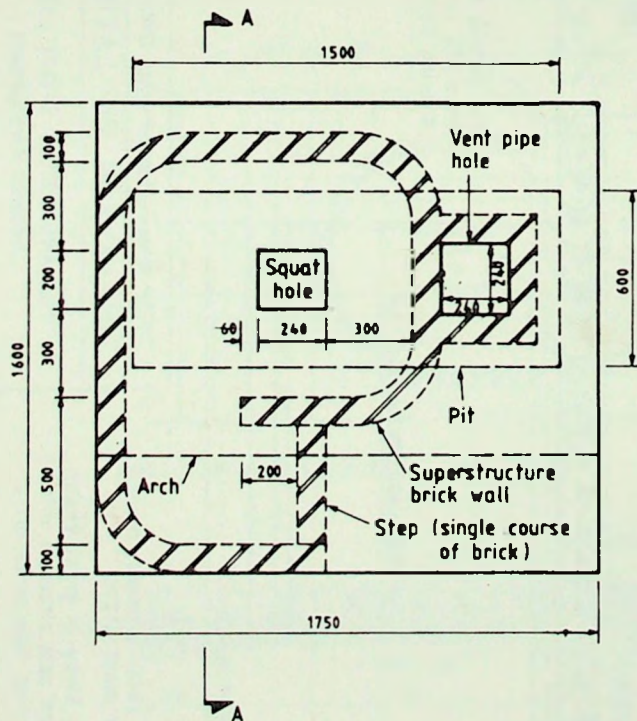 A
1500
100
Vent pipe
hole
300
200
Squat
hole
240
600
240
60
240
300
300
1600
Pit
500
Arch
200
Superstructure
brick wall
Step (single course
of brick)
100
1750
A